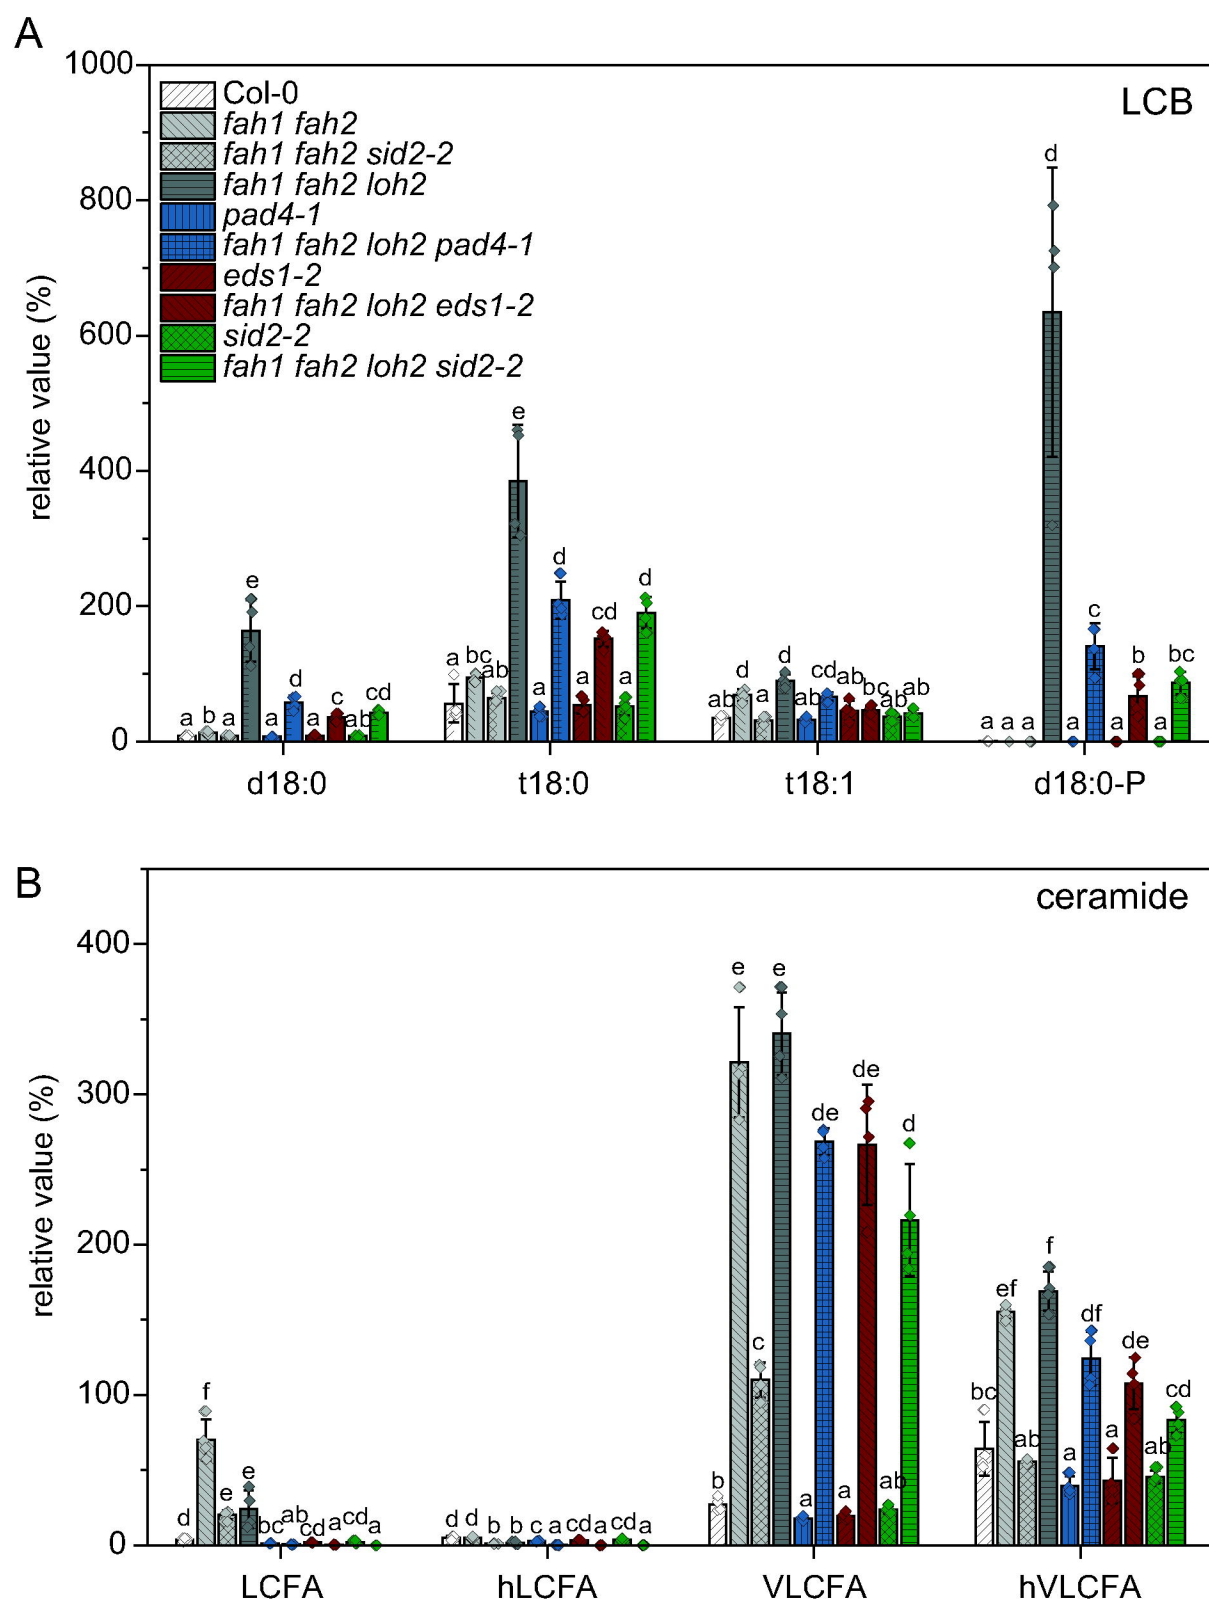 A
LCB
relative value (%)
1000
800
600
400
200
0
Col-0
fah1 fah2
fah1 fah2 sid2-2
fah1 fah2 loh2
pad4-1
fah1 fah2 loh2 pad4-1
eds1-2
fah1 fah2 loh2 eds1-2
sid2-2
fah1 fah2 loh2 sid2-2
a b a e a d a c ab cd
a bc ab e a d a cd a d
ab d a d ab cd ab bc ab ab
a a a d a c a b a bc
d18:0 t18:0 t18:1 d18:0-P
B
ceramide
relative value (%)
400
300
200
100
0
d f e e bc ab cd a cd a
d d b b c a cd a cd a
b e c e a de a de ab d
bc ef ab f a df a de ab cd
LCFA hLCFA VLCFA hVLCFA